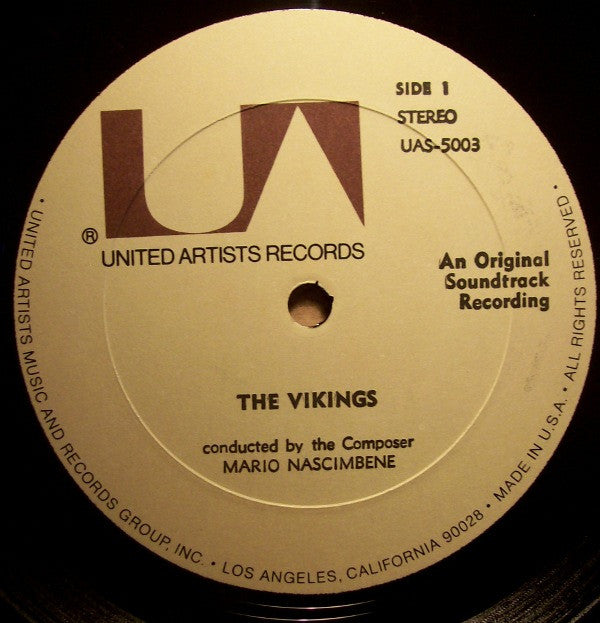 SIDE 1
STEREO
UAS-5003
UA
®
UNITED ARTISTS RECORDS
An Original
Soundtrack
Recording
THE VIKINGS
conducted by the Composer
MARIO NASCIMBENE
• UNITED ARTISTS MUSIC AND RECORDS GROUP, INC. • LOS ANGELES, CALIFORNIA 90028 • MADE IN U.S.A. • ALL RIGHTS RESERVED •